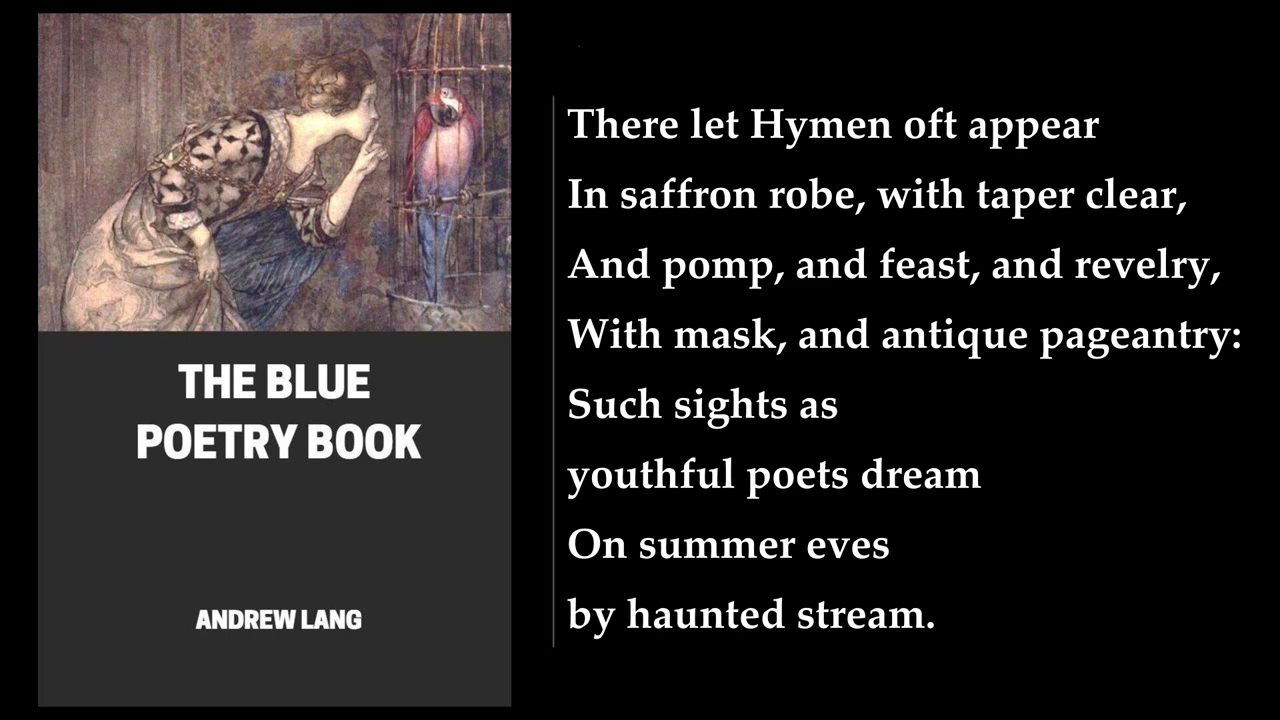 THE BLUE
POETRY BOOK
ANDREW LANG
There let Hymen oft appear
In saffron robe, with taper clear,
And pomp, and feast, and revelry,
With mask, and antique pageantry:
Such sights as
youthful poets dream
On summer eves
by haunted stream.